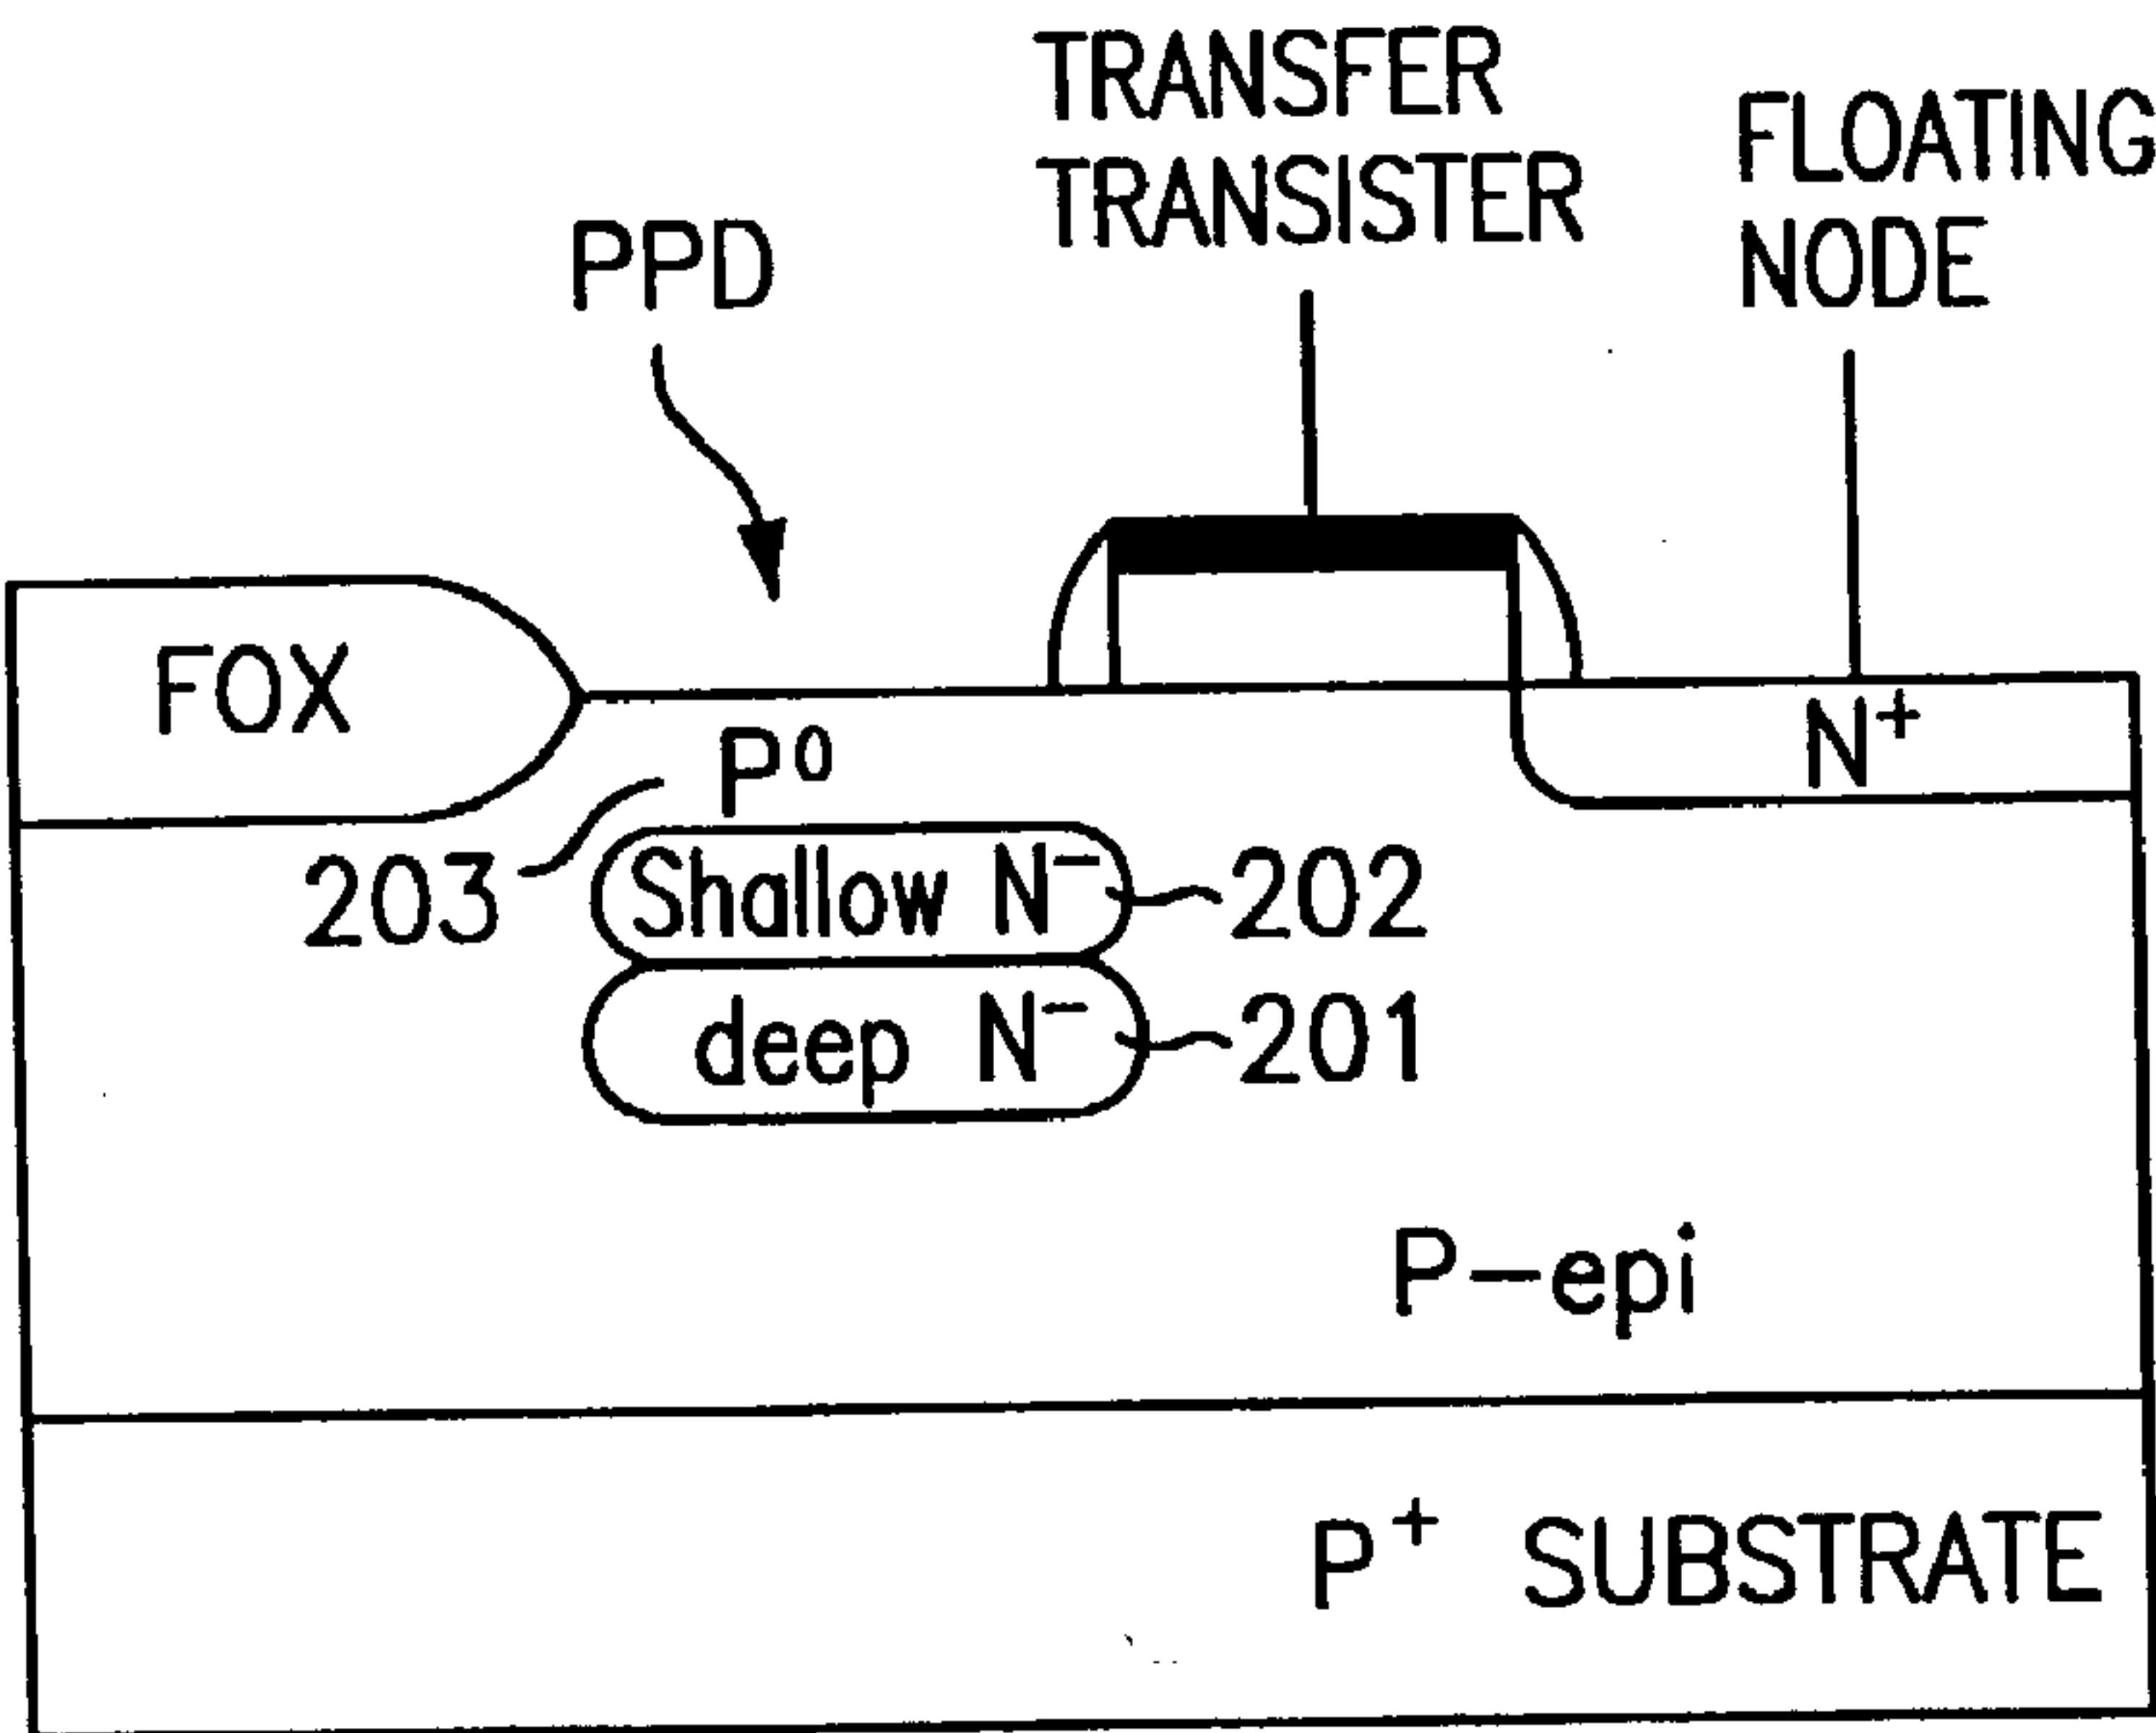 TRANSFER
TRANSISTER
FLOATING
NODE
PPD
FOX
P⁰
N⁺
203
Shallow N⁻
202
deep N⁻
201
P-epi
P⁺ SUBSTRATE